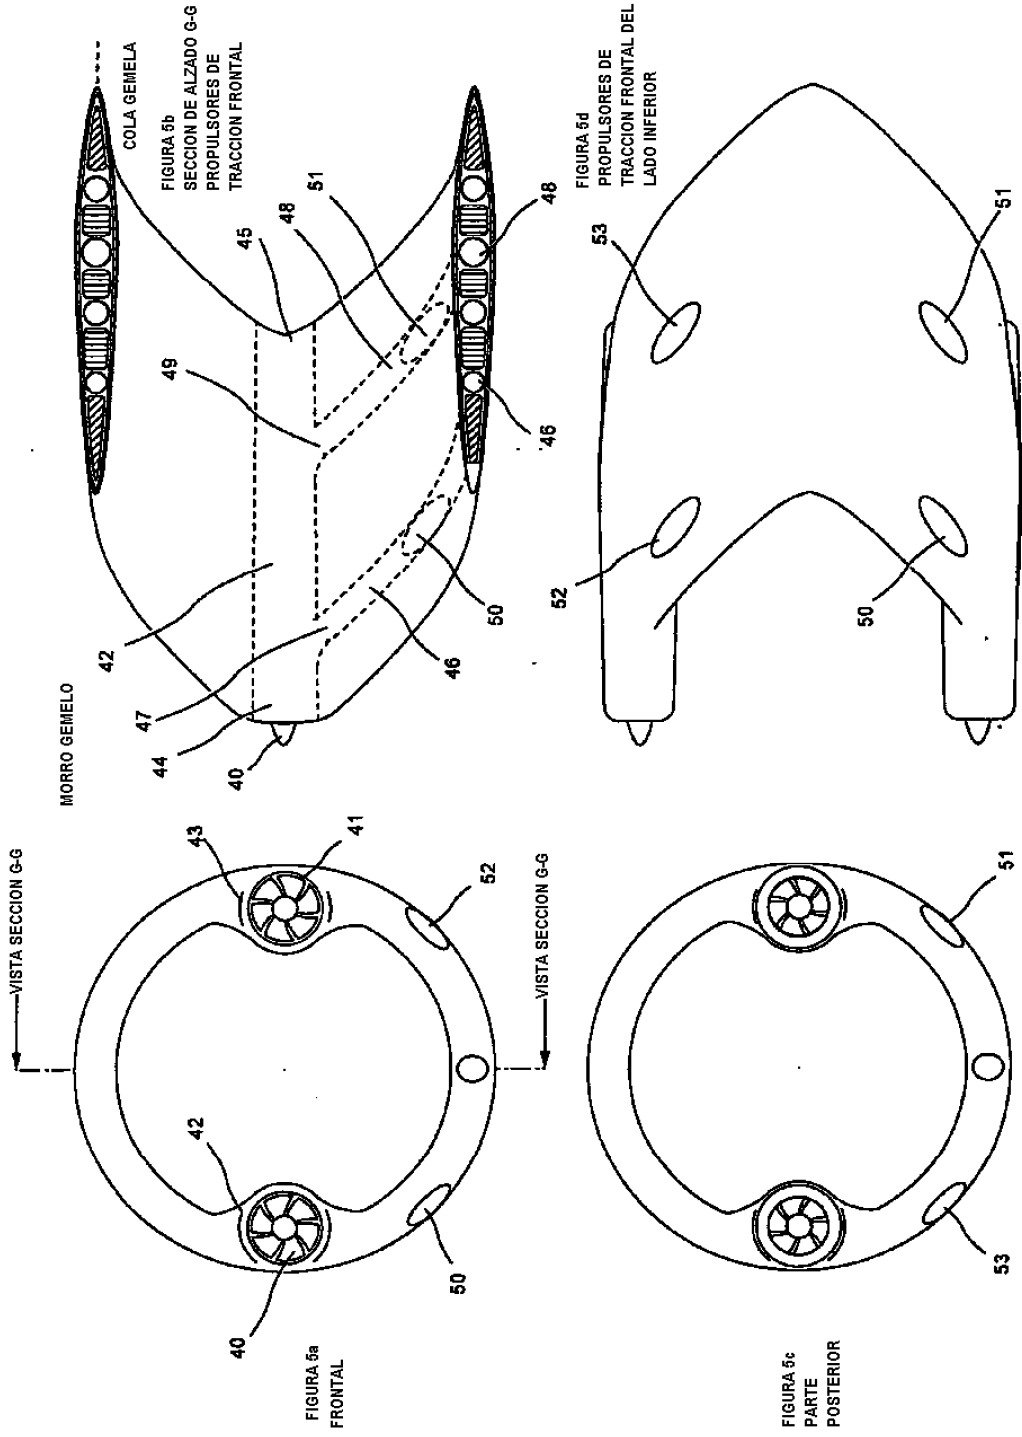 COLA GEMELA
FIGURA 5b
SECCION DE ALZADO G-G
PROPULSORES DE
TRACCION FRONTAL
45
48
51
49
48
46
42
47
44
40
46
50
MORRO GEMELO
FIGURA 5d
PROPULSORES DE
TRACCION FRONTAL DEL
LADO INFERIOR
53
51
52
50
VISTA SECCION G-G
VISTA SECCION G-G
43
41
52
42
40
50
FIGURA 5a
FRONTAL
51
53
FIGURA 5c
PARTE
POSTERIOR